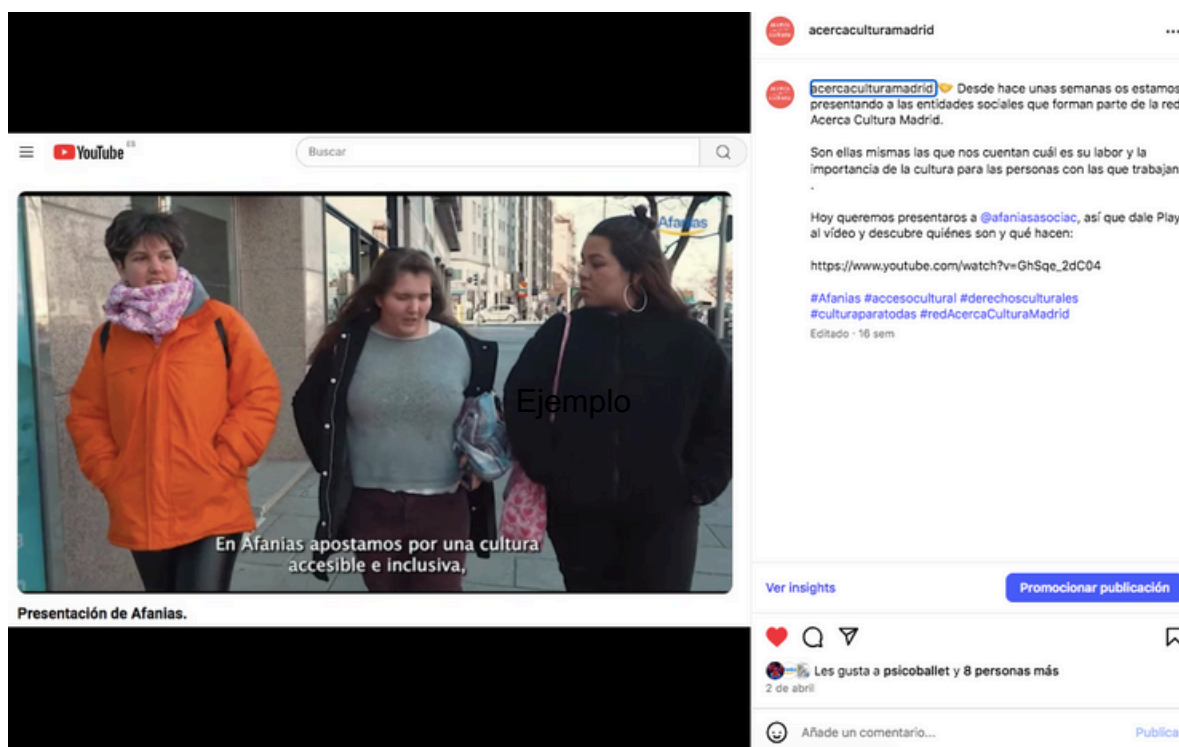 acercaculturamadrid
YouTube ES
Buscar
Afanias
Ejemplo
En Afanias apostamos por una cultura
accesible e inclusiva,
Presentación de Afanias.
acercaculturamadrid 🤝 Desde hace unas semanas os estamos
presentando a las entidades sociales que forman parte de la red
Acerca Cultura Madrid.
Son ellas mismas las que nos cuentan cuál es su labor y la
importancia de la cultura para las personas con las que trabajan
.
Hoy queremos presentaros a @afaniasasociac, así que dale Play
al vídeo y descubre quiénes son y qué hacen:
https://www.youtube.com/watch?v=GhSqe_2dC04
#Afanias #accesocultural #derechosculturales
#culturaparatodas #redAcercaCulturaMadrid
Editado · 16 sem
Ver insights
Promocionar publicación
Les gusta a psicoballet y 8 personas más
2 de abril
Añade un comentario...
Publica